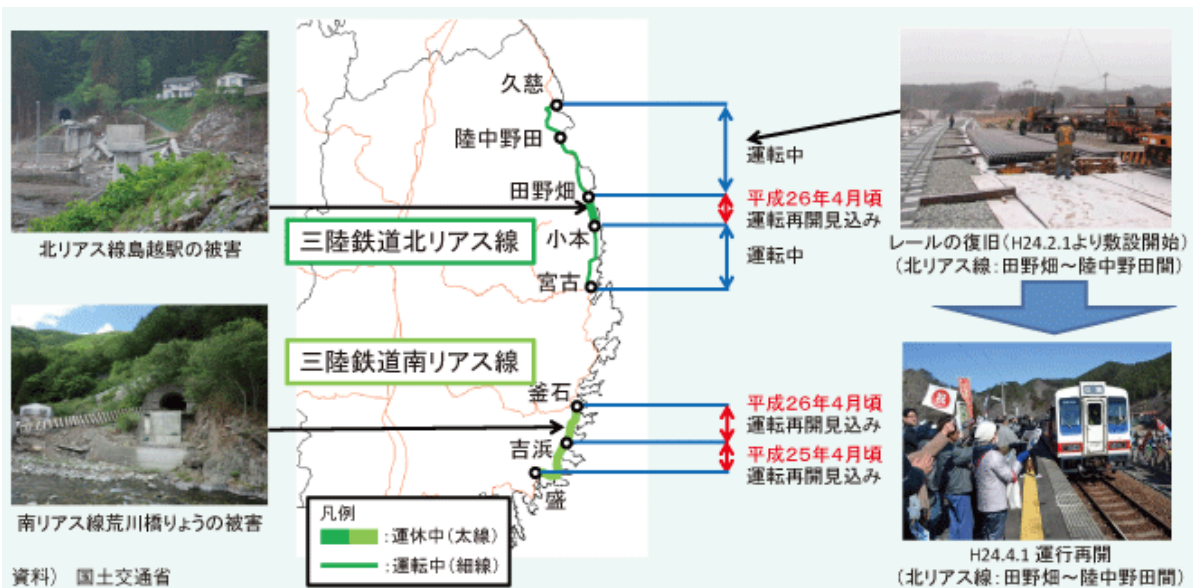 北リアス線島越駅の被害
南リアス線荒川橋りょうの被害
資料) 国土交通省
久慈
陸中野田
田野畑
三陸鉄道北リアス線
小本
宮古
三陸鉄道南リアス線
釜石
吉浜
盛
凡例
:運休中(太線)
:運転中(細線)
運転中
平成26年4月頃
運転再開見込み
運転中
平成26年4月頃
運転再開見込み
平成25年4月頃
運転再開見込み
レールの復旧(H24.2.1より敷設開始)
(北リアス線:田野畑~陸中野田間)
祝
H24.4.1 運行再開
(北リアス線:田野畑~陸中野田間)